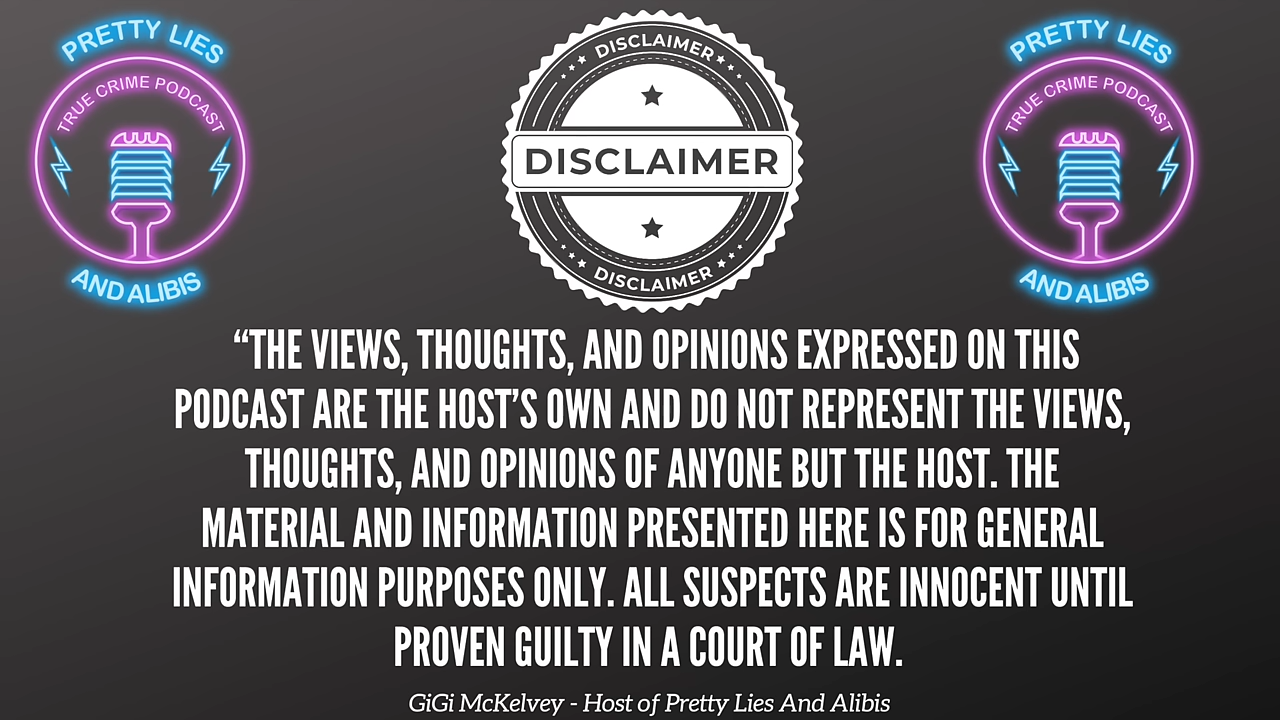 PRETTY LIES
TRUE CRIME PODCAST
AND ALIBIS
DISCLAIMER
DISCLAIMER
DISCLAIMER
PRETTY LIES
TRUE CRIME PODCAST
AND ALIBIS
“THE VIEWS, THOUGHTS, AND OPINIONS EXPRESSED ON THIS
PODCAST ARE THE HOST’S OWN AND DO NOT REPRESENT THE VIEWS,
THOUGHTS, AND OPINIONS OF ANYONE BUT THE HOST. THE
MATERIAL AND INFORMATION PRESENTED HERE IS FOR GENERAL
INFORMATION PURPOSES ONLY. ALL SUSPECTS ARE INNOCENT UNTIL
PROVEN GUILTY IN A COURT OF LAW.
GiGi McKelvey - Host of Pretty Lies And Alibis